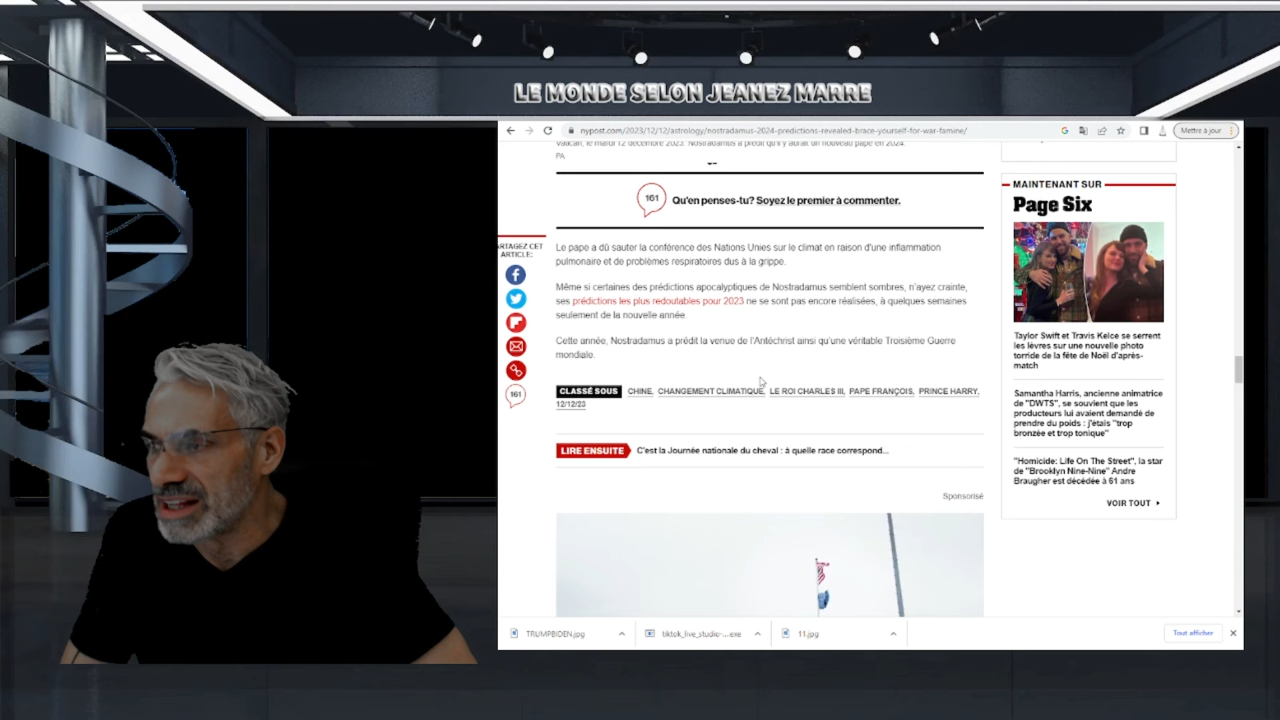 LE MONDE SELON JEANEZ MARRE
nypost.com/2023/12/12/astrology/nostradamus-2024-predictions-revealed-brace-yourself-for-war-famine/
Mettre à jour
Vatican, le mardi 12 décembre 2023. Nostradamus a prédit qu'il y aurait un nouveau pape en 2024.
PA
161
Qu'en penses-tu? Soyez le premier à commenter.
ARTAGEZ CET
ARTICLE:
161
Le pape a dû sauter la conférence des Nations Unies sur le climat en raison d'une inflammation
pulmonaire et de problèmes respiratoires dus à la grippe.
Même si certaines des prédictions apocalyptiques de Nostradamus semblent sombres, n'ayez crainte,
ses prédictions les plus redoutables pour 2023 ne se sont pas encore réalisées, à quelques semaines
seulement de la nouvelle année.
Cette année, Nostradamus a prédit la venue de l'Antéchrist ainsi qu'une véritable Troisième Guerre
mondiale.
CLASSÉ SOUS CHINE, CHANGEMENT CLIMATIQUE, LE ROI CHARLES III, PAPE FRANÇOIS, PRINCE HARRY,
12/12/23
LIRE ENSUITE C'est la Journée nationale du cheval : à quelle race correspond...
Sponsorisé
MAINTENANT SUR
Page Six
Taylor Swift et Travis Kelce se serrent
les lèvres sur une nouvelle photo
torride de la fête de Noël d'après-
match
Samantha Harris, ancienne animatrice
de "DWTS", se souvient que les
producteurs lui avaient demandé de
prendre du poids : j'étais "trop
bronzée et trop tonique"
"Homicide: Life On The Street", la star
de "Brooklyn Nine-Nine" Andre
Braugher est décédée à 61 ans
VOIR TOUT
TRUMPBIDEN.jpg
tiktok_live_studio-....exe
11.jpg
Tout afficher